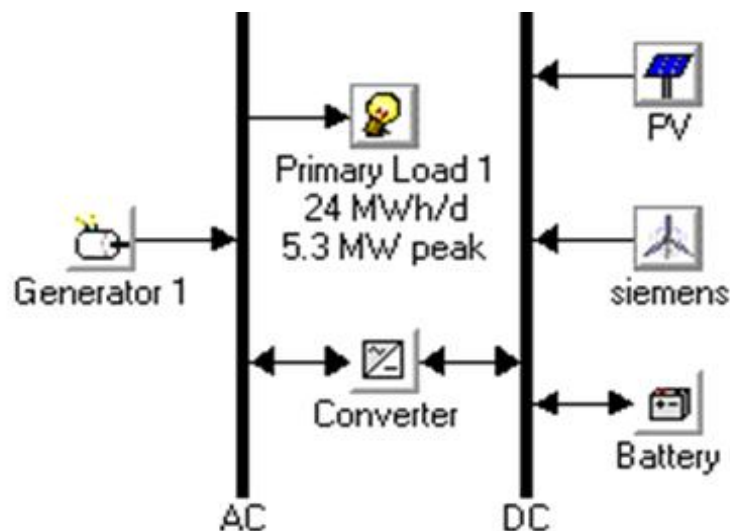 PV
Primary Load 1
24 MWh/d
5.3 MW peak
Generator 1
siemens
Converter
Battery
AC
DC